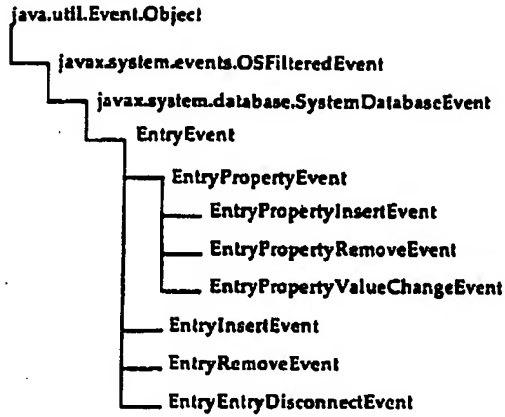 java.util.Event.Object
javax.system.events.OSFilteredEvent
javax.system.database.SystemDatabaseEvent
EntryEvent
EntryPropertyEvent
EntryPropertyInsertEvent
EntryPropertyRemoveEvent
EntryPropertyValueChangeEvent
EntryInsertEvent
EntryRemoveEvent
EntryEntryDisconnectEvent